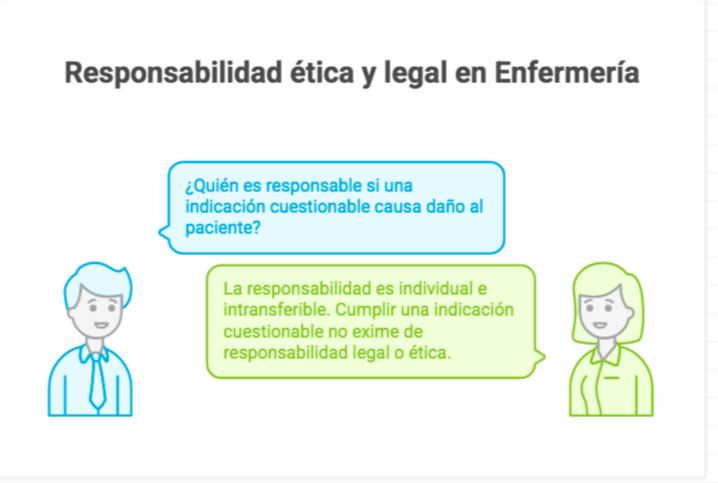 Responsabilidad ética y legal en Enfermería
¿Quién es responsable si una
indicación cuestionable causa daño al
paciente?
La responsabilidad es individual e
intransferible. Cumplir una indicación
cuestionable no exime de
responsabilidad legal o ética.